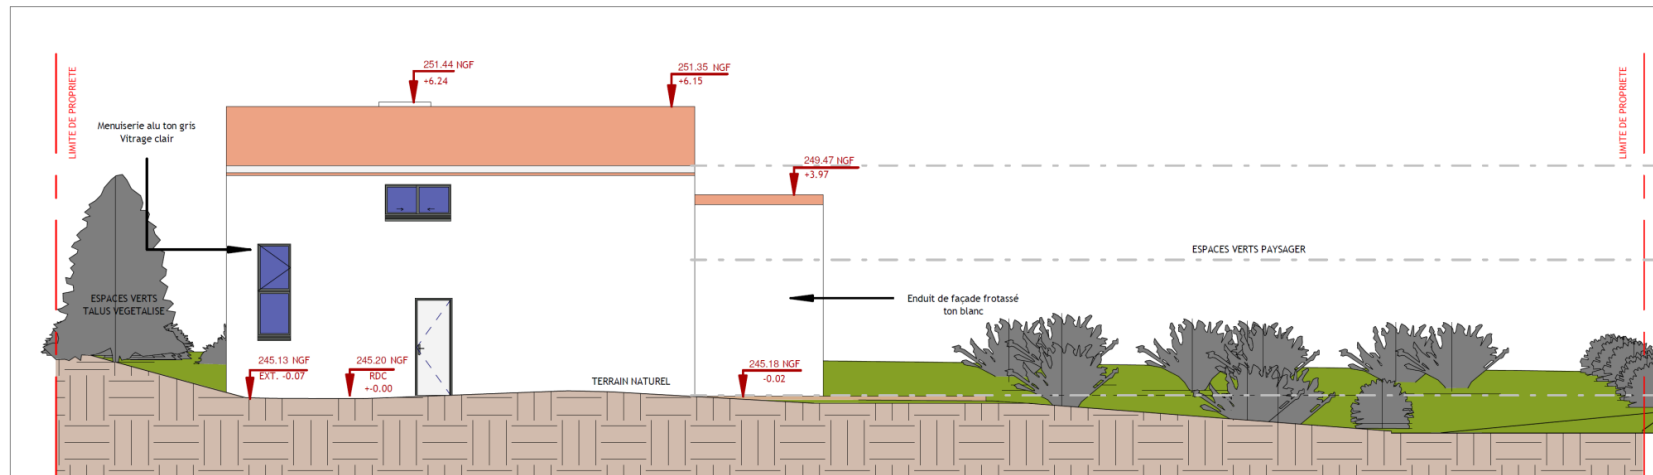 251.44 NGF
+6.24
251.35 NGF
+6.15
LIMITE DE PROPRIETE
LIMITE DE PROPRIETE
Menuiserie alu ton gris
Vitrage clair
249.47 NGF
+3.97
ESPACES VERTS PAYSAGER
ESPACES VERTS
TALUS VEGETALISE
Enduit de façade frotassé
ton blanc
245.13 NGF
EXT. -0.07
245.20 NGF
RDC
+-0.00
TERRAIN NATUREL
245.18 NGF
-0.02